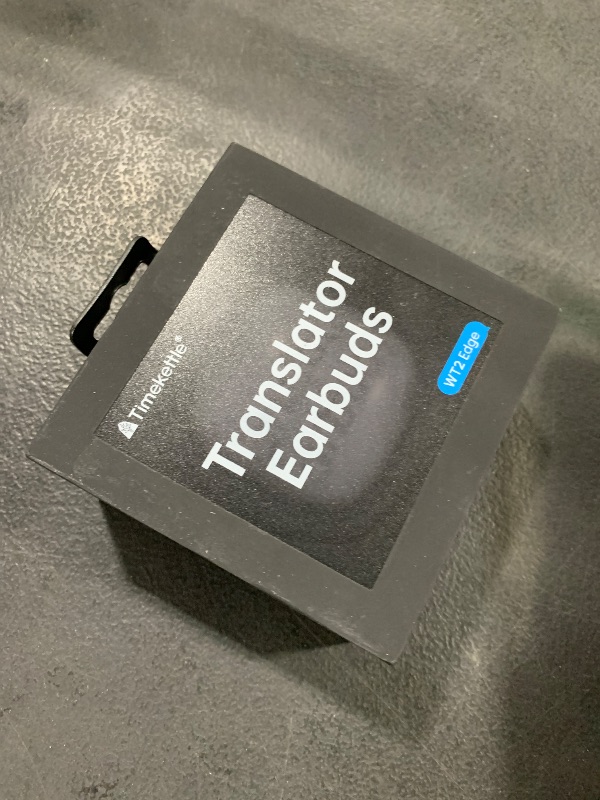 Timekettle®
Translator
Earbuds
WT2 Edge